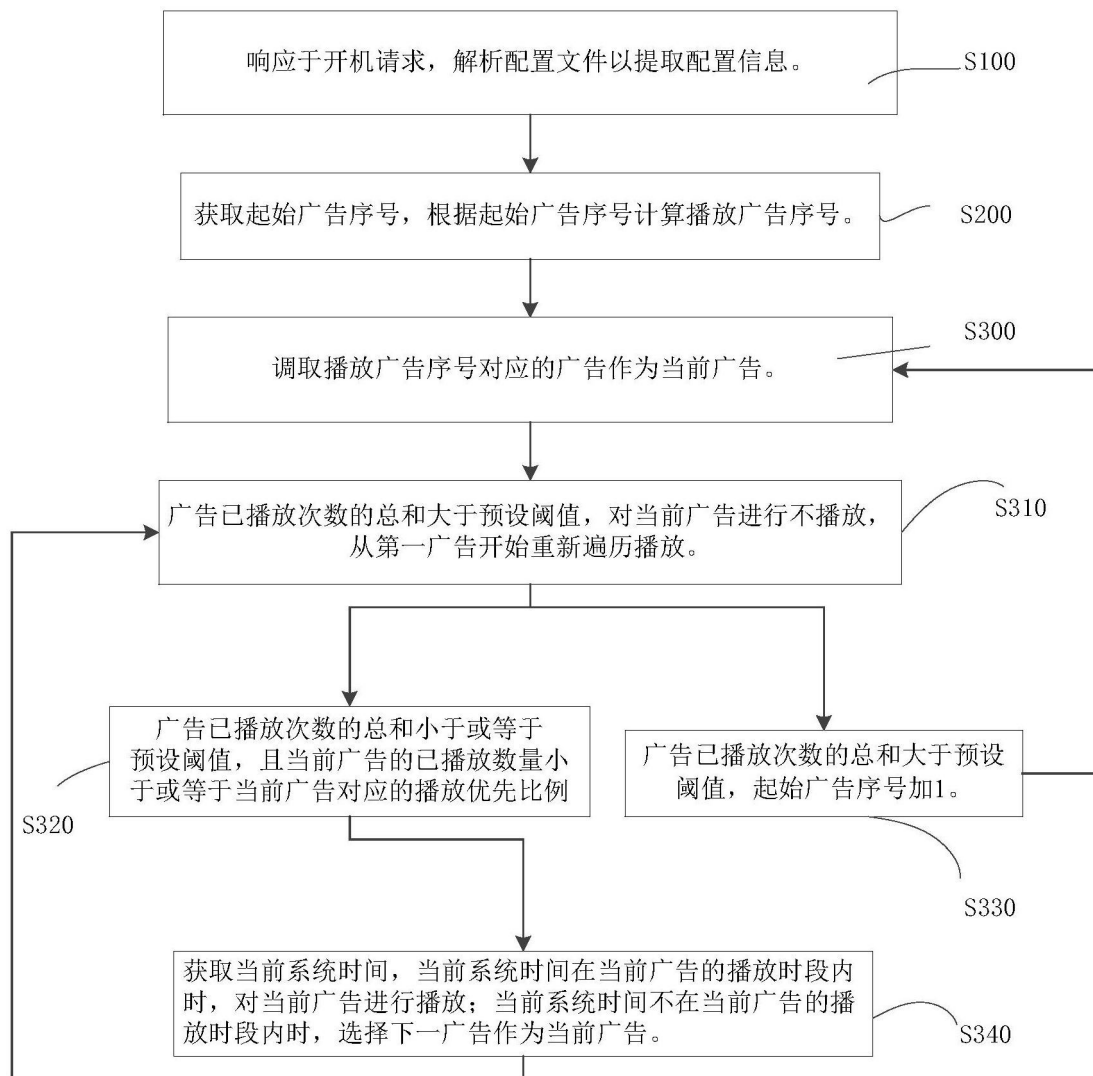 响应于开机请求，解析配置文件以提取配置信息。
S100
获取起始广告序号，根据起始广告序号计算播放广告序号。
S200
S300
调取播放广告序号对应的广告作为当前广告。
广告已播放次数的总和大于预设阈值，对当前广告进行不播放，
从第一广告开始重新遍历播放。
S310
广告已播放次数的总和小于或等于
预设阈值，且当前广告的已播放数量小
于或等于当前广告对应的播放优先比例
S320
广告已播放次数的总和大于预设
阈值，起始广告序号加1。
S330
获取当前系统时间，当前系统时间在当前广告的播放时段内
时，对当前广告进行播放；当前系统时间不在当前广告的播
放时段内时，选择下一广告作为当前广告。
S340